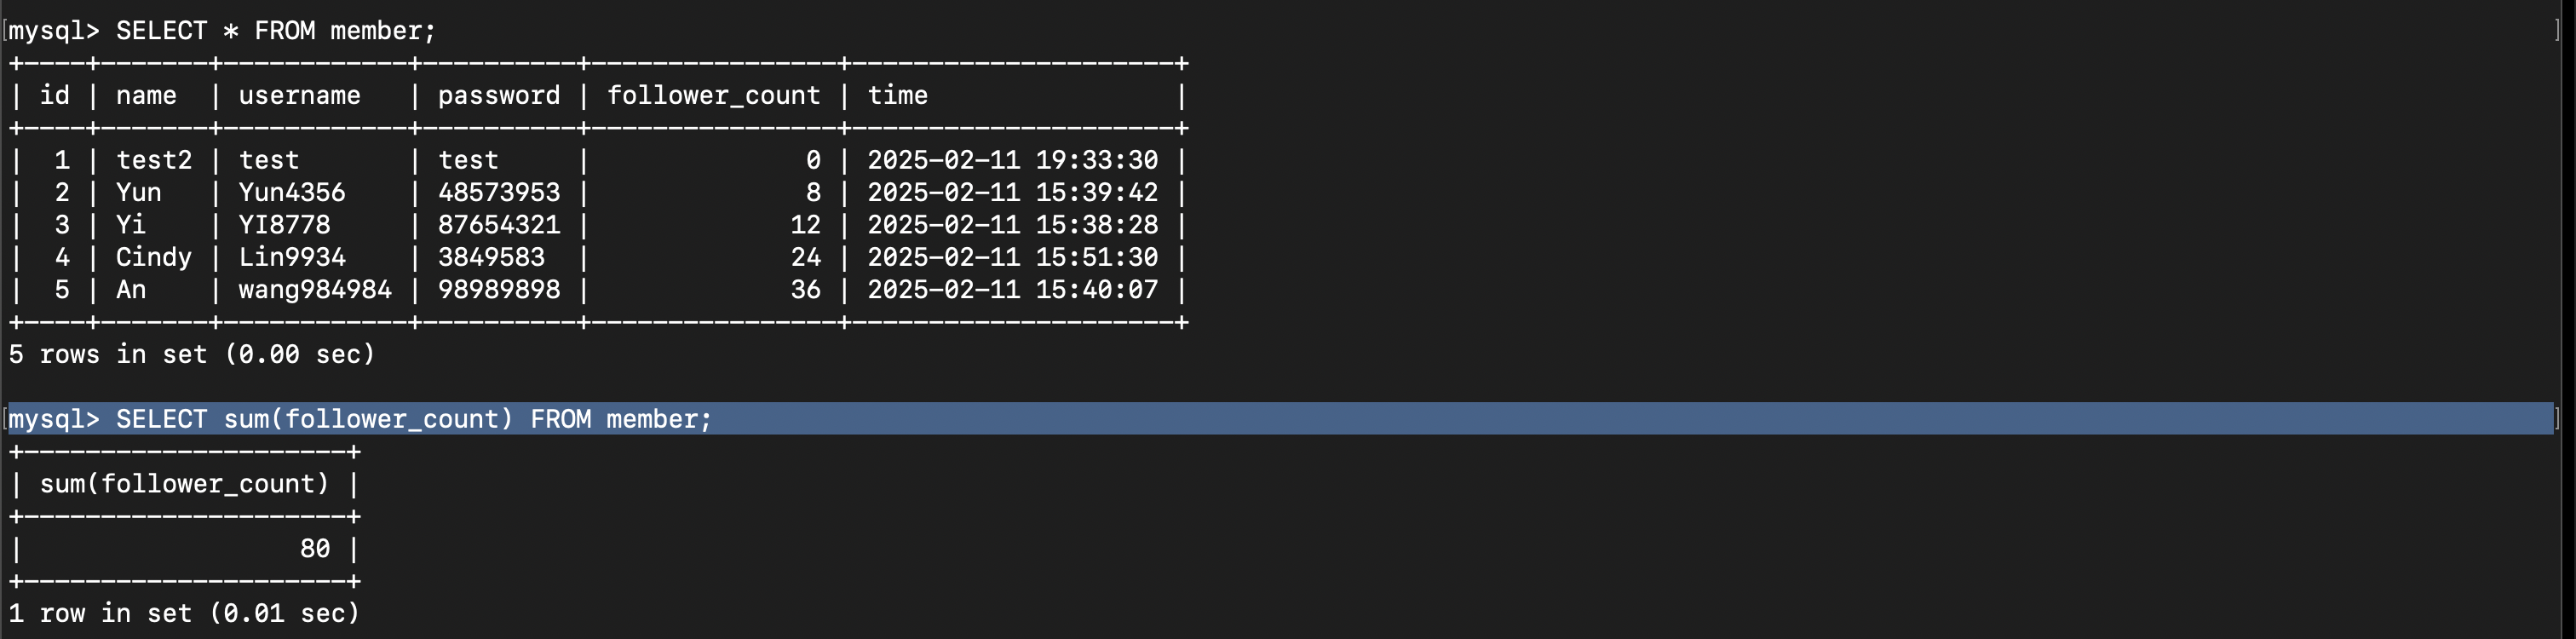 [mysql> SELECT * FROM member; ]
+----+-------+------------+----------+----------------+---------------------+
| id | name  | username   | password | follower_count | time                |
+----+-------+------------+----------+----------------+---------------------+
|  1 | test2 | test       | test     |              0 | 2025-02-11 19:33:30 |
|  2 | Yun   | Yun4356    | 48573953 |              8 | 2025-02-11 15:39:42 |
|  3 | Yi    | YI8778     | 87654321 |             12 | 2025-02-11 15:38:28 |
|  4 | Cindy | Lin9934    | 3849583  |             24 | 2025-02-11 15:51:30 |
|  5 | An    | wang984984 | 98989898 |             36 | 2025-02-11 15:40:07 |
+----+-------+------------+----------+----------------+---------------------+
5 rows in set (0.00 sec)
[mysql> SELECT sum(follower_count) FROM member; ]
+---------------------+
| sum(follower_count) |
+---------------------+
|                  80 |
+---------------------+
1 row in set (0.01 sec)